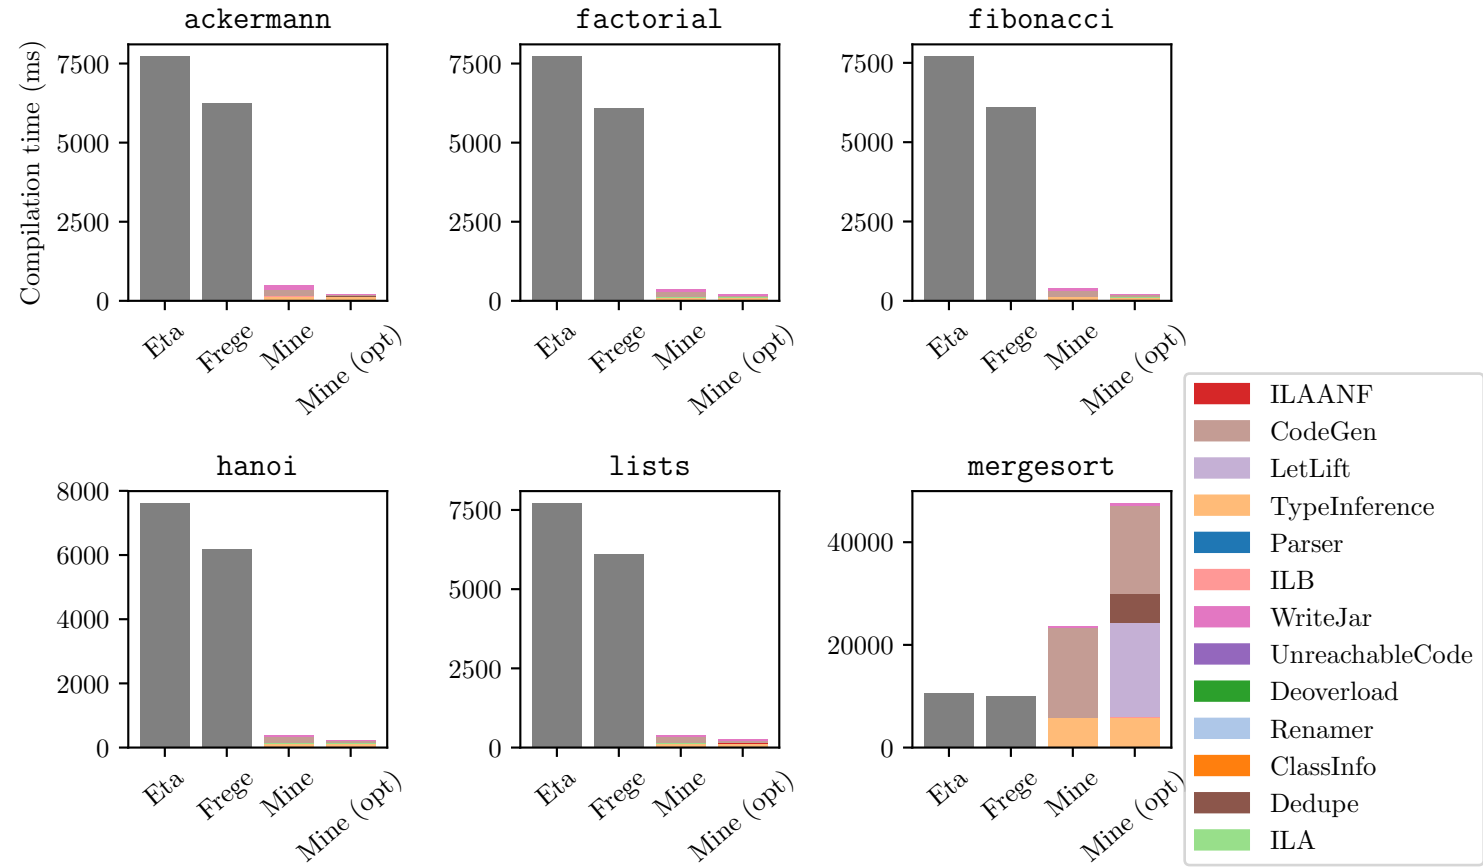 ackermann
factorial
fibonacci
Compilation time (ms)
7500
5000
2500
0
Eta
Frege
Mine
Mine (opt)
7500
5000
2500
0
Eta
Frege
Mine
Mine (opt)
7500
5000
2500
0
Eta
Frege
Mine
Mine (opt)
hanoi
lists
mergesort
8000
6000
4000
2000
0
Eta
Frege
Mine
Mine (opt)
7500
5000
2500
0
Eta
Frege
Mine
Mine (opt)
40000
20000
0
Eta
Frege
Mine
Mine (opt)
ILAANF
CodeGen
LetLift
TypeInference
Parser
ILB
WriteJar
UnreachableCode
Deoverload
Renamer
ClassInfo
Dedupe
ILA